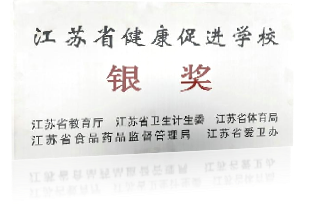 江苏省健康促进学校
银 奖
江苏省教育厅 江苏省卫生计生委 江苏省体育局
江苏省食品药品监督管理局 江苏省爱卫办